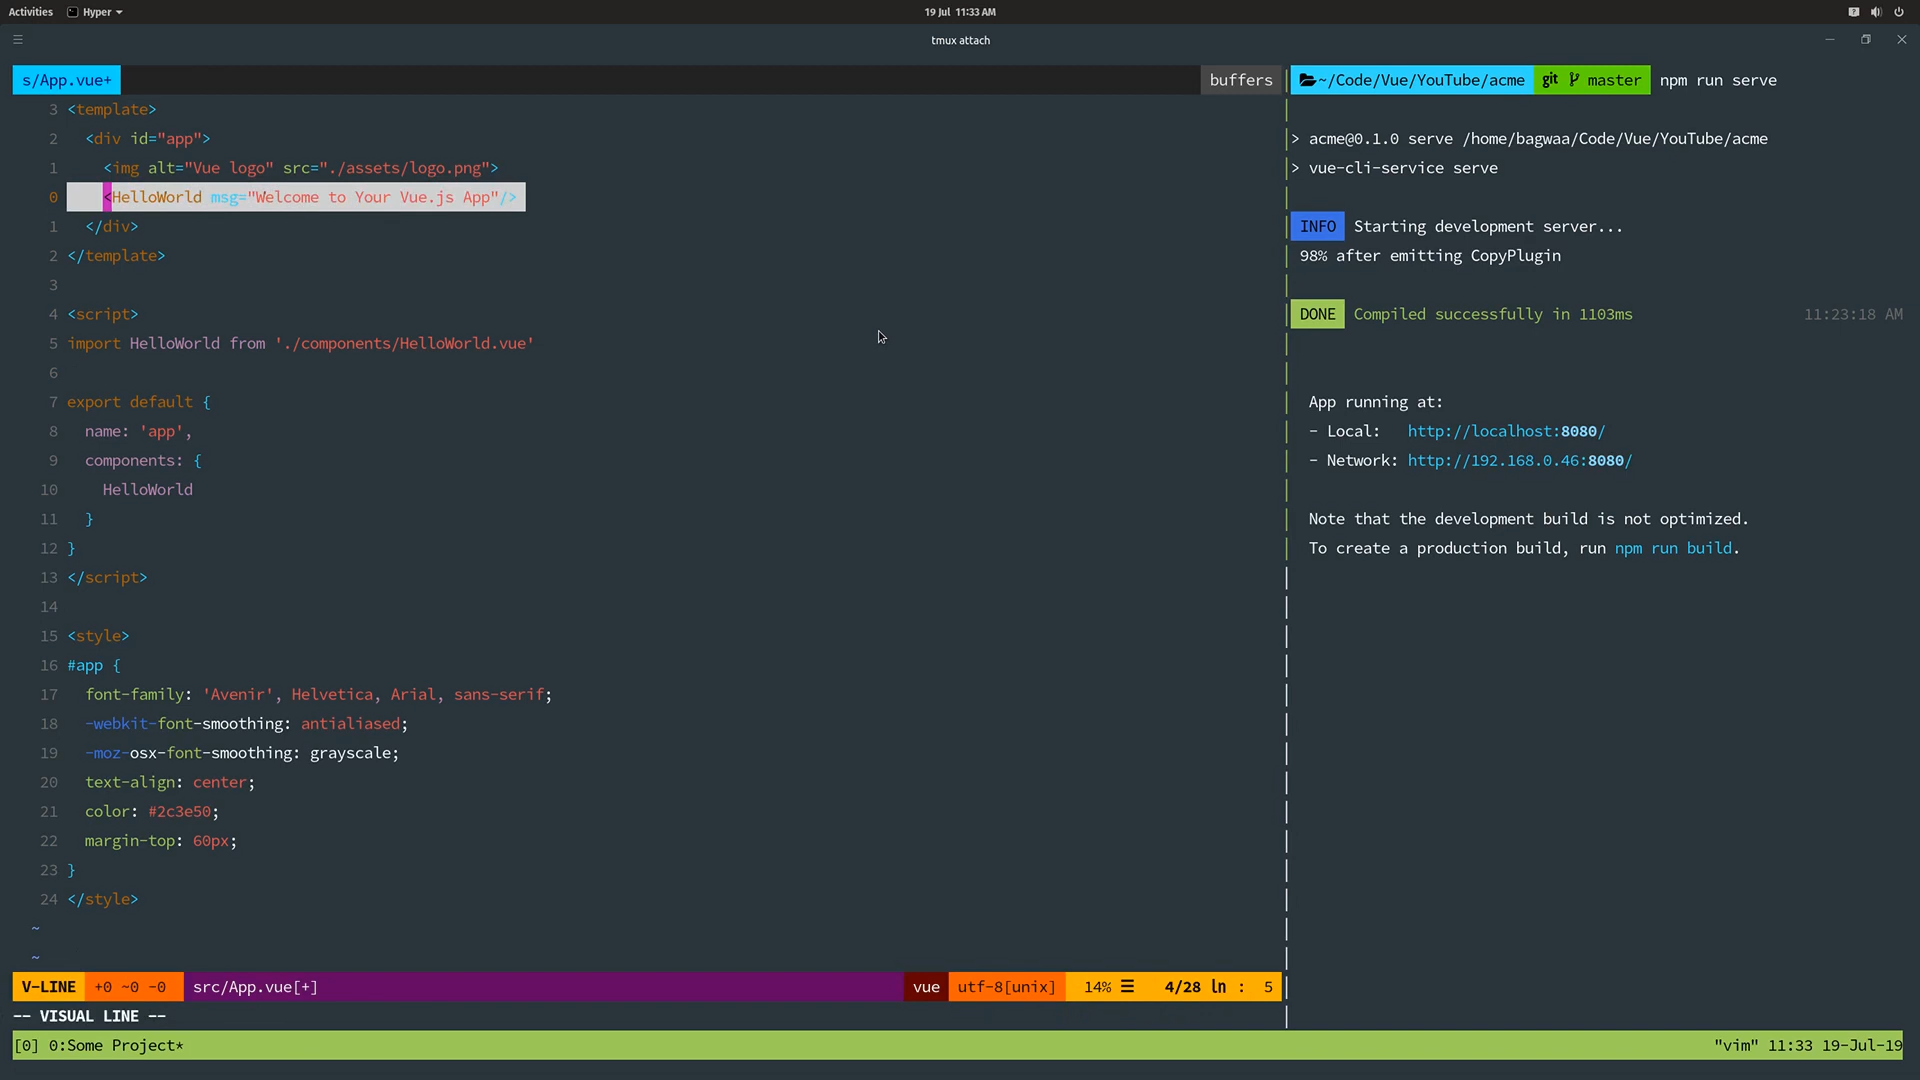 Activities Hyper 19 Jul 11:33 AM
tmux attach
s/App.vue+ buffers
3 <template>
2 <div id="app">
1 <img alt="Vue logo" src="./assets/logo.png">
0 <HelloWorld msg="Welcome to Your Vue.js App"/>
1 </div>
2 </template>
3
4 <script>
5 import HelloWorld from './components/HelloWorld.vue'
6
7 export default {
8 name: 'app',
9 components: {
10 HelloWorld
11 }
12 }
13 </script>
14
15 <style>
16 #app {
17 font-family: 'Avenir', Helvetica, Arial, sans-serif;
18 -webkit-font-smoothing: antialiased;
19 -moz-osx-font-smoothing: grayscale;
20 text-align: center;
21 color: #2c3e50;
22 margin-top: 60px;
23 }
24 </style>
~
~
V-LINE +0 ~0 -0 src/App.vue[+] vue utf-8[unix] 14% ☰ 4/28 ln : 5
-- VISUAL LINE --
~/Code/Vue/YouTube/acme git master npm run serve
> acme@0.1.0 serve /home/bagwaa/Code/Vue/YouTube/acme
> vue-cli-service serve
INFO Starting development server...
98% after emitting CopyPlugin
DONE Compiled successfully in 1103ms 11:23:18 AM
App running at:
- Local: http://localhost:8080/
- Network: http://192.168.0.46:8080/
Note that the development build is not optimized.
To create a production build, run npm run build.
[0] 0:Some Project* "vim" 11:33 19-Jul-19